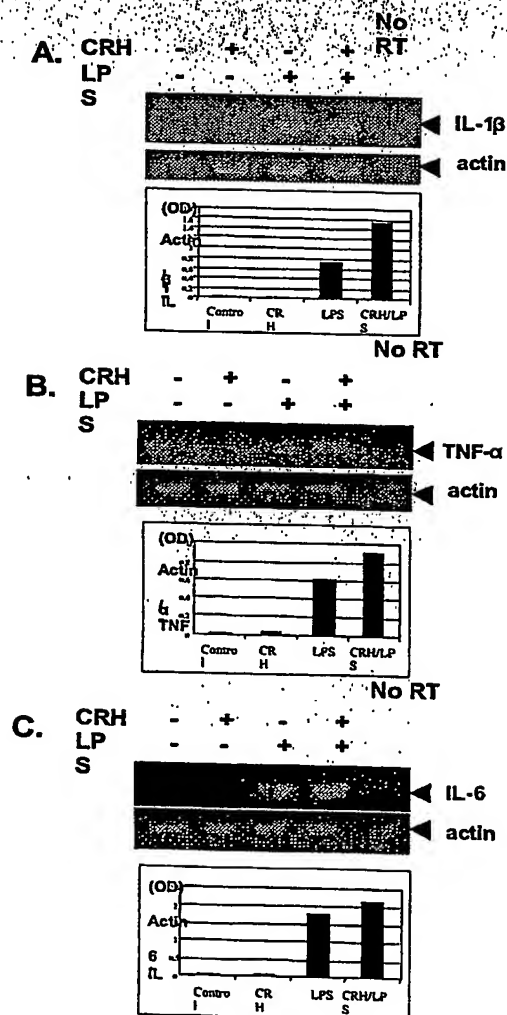 No
A. CRH - + - + RT
LP - - + +
S
IL-1β
actin
(OD)
Actin
IL
Contro CR LPS CRH/LP
l H S
No RT
B. CRH - + - +
LP - - + +
S
TNF-α
actin
(OD)
Actin
TNF
Contro CR LPS CRH/LP
l H S
No RT
C. CRH - + - +
LP - - + +
S
IL-6
actin
(OD)
Actin
6
IL
Contro CR LPS CRH/LP
l H S